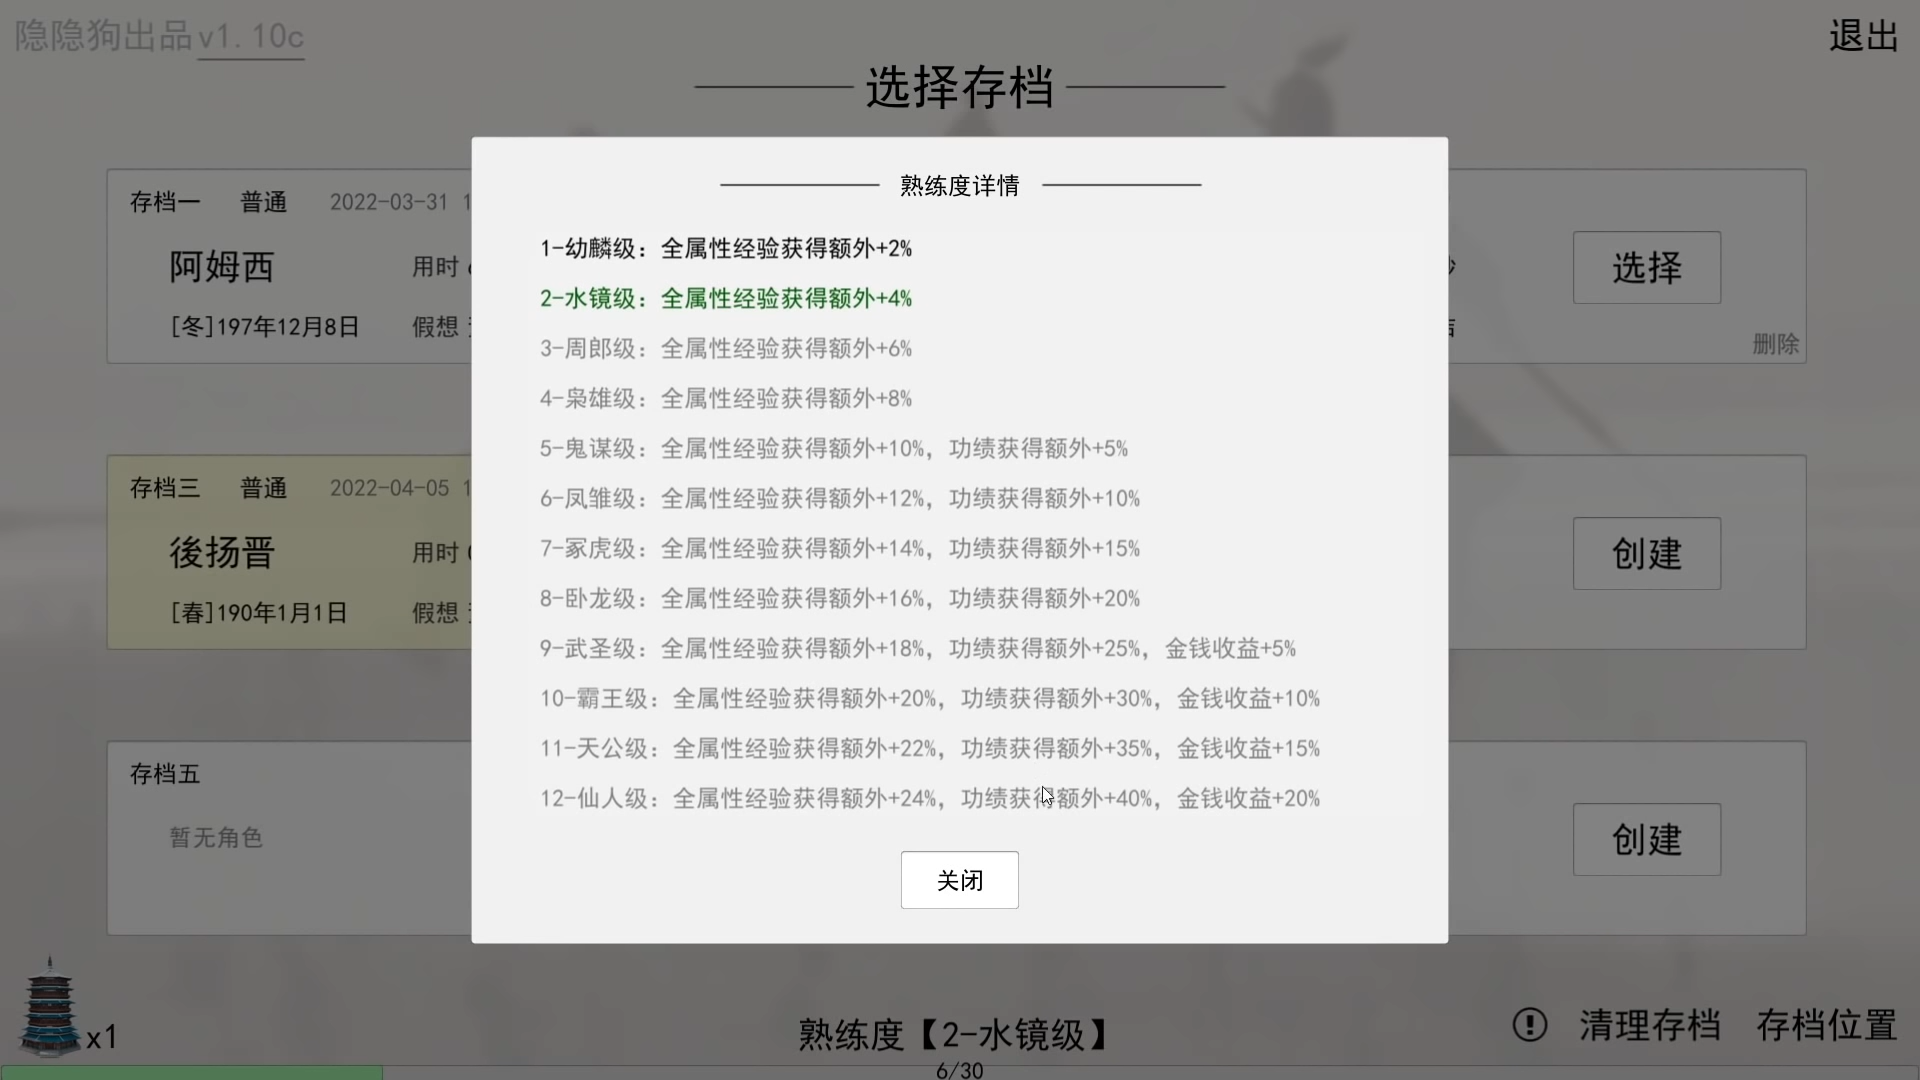 隐隐狗出品v1.10c
退出
选择存档
存档一 普通 2022-03-31 1
阿姆西 用时
[冬]197年12月8日 假想
选择
删除
存档三 普通 2022-04-05 1
後扬晋 用时
[春]190年1月1日 假想
创建
存档五
暂无角色
创建
熟练度详情
1-幼麟级：全属性经验获得额外+2%
2-水镜级：全属性经验获得额外+4%
3-周郎级：全属性经验获得额外+6%
4-枭雄级：全属性经验获得额外+8%
5-鬼谋级：全属性经验获得额外+10%，功绩获得额外+5%
6-凤雏级：全属性经验获得额外+12%，功绩获得额外+10%
7-冢虎级：全属性经验获得额外+14%，功绩获得额外+15%
8-卧龙级：全属性经验获得额外+16%，功绩获得额外+20%
9-武圣级：全属性经验获得额外+18%，功绩获得额外+25%，金钱收益+5%
10-霸王级：全属性经验获得额外+20%，功绩获得额外+30%，金钱收益+10%
11-天公级：全属性经验获得额外+22%，功绩获得额外+35%，金钱收益+15%
12-仙人级：全属性经验获得额外+24%，功绩获得额外+40%，金钱收益+20%
关闭
x1
熟练度【2-水镜级】
6/30
清理存档 存档位置